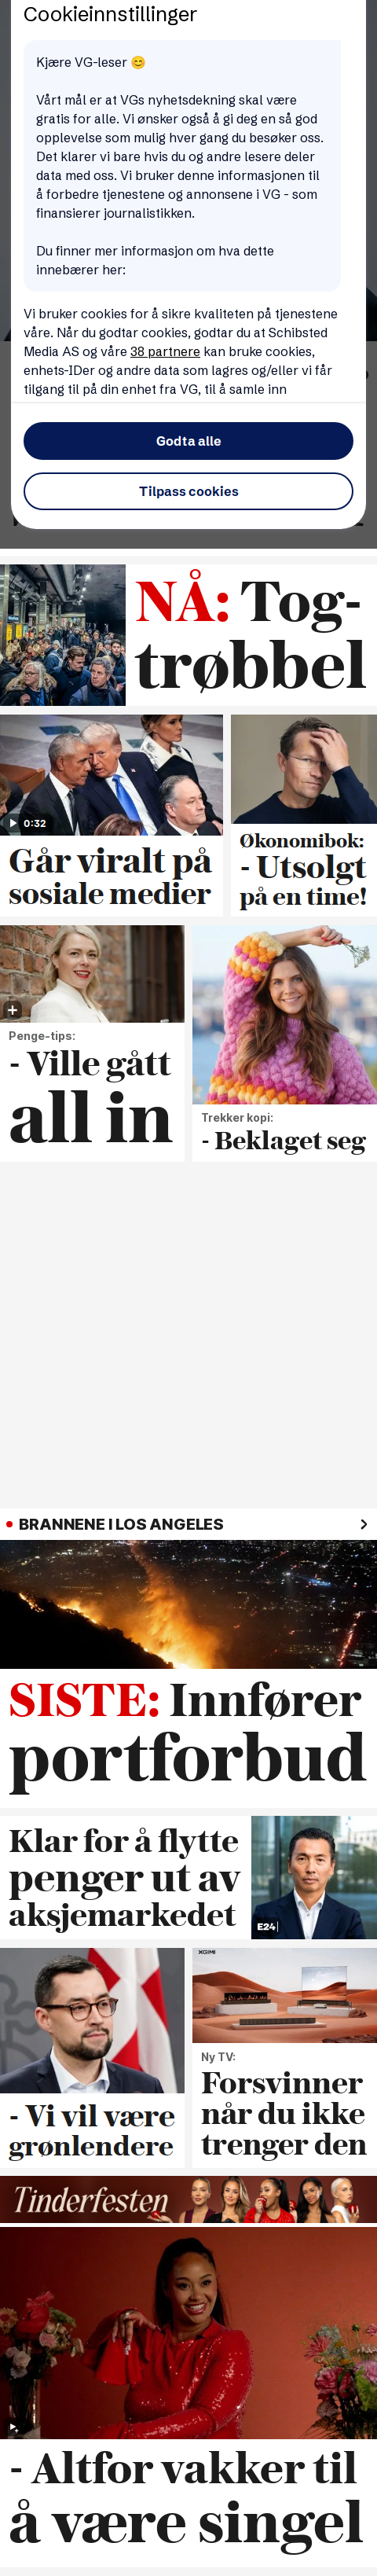 Cookieinnstillinger
Kjære VG-leser 😊
Vårt mål er at VGs nyhetsdekning skal være
gratis for alle. Vi ønsker også å gi deg en så god
opplevelse som mulig hver gang du besøker oss.
Det klarer vi bare hvis du og andre lesere deler
data med oss. Vi bruker denne informasjonen til
å forbedre tjenestene og annonsene i VG - som
finansierer journalistikken.
Du finner mer informasjon om hva dette
innebærer her:
Vi bruker cookies for å sikre kvaliteten på tjenestene
våre. Når du godtar cookies, godtar du at Schibsted
Media AS og våre 38 partnere kan bruke cookies,
enhets-IDer og andre data som lagres og/eller vi får
tilgang til på din enhet fra VG, til å samle inn
Godta alle
Tilpass cookies
NÅ: Tog-
trøbbel
0:32
Går viralt på
sosiale medier
Økonomibok:
- Utsolgt
på en time!
Penge-tips:
- Ville gått
all in
Trekker kopi:
- Beklaget seg
BRANNENE I LOS ANGELES
SISTE: Innfører
portforbud
Klar for å flytte
penger ut av
aksjemarkedet
E24
- Vi vil være
grønlendere
XGIMI
Ny TV:
Forsvinner
når du ikke
trenger den
Tinderfesten
- Altfor vakker til
å være singel